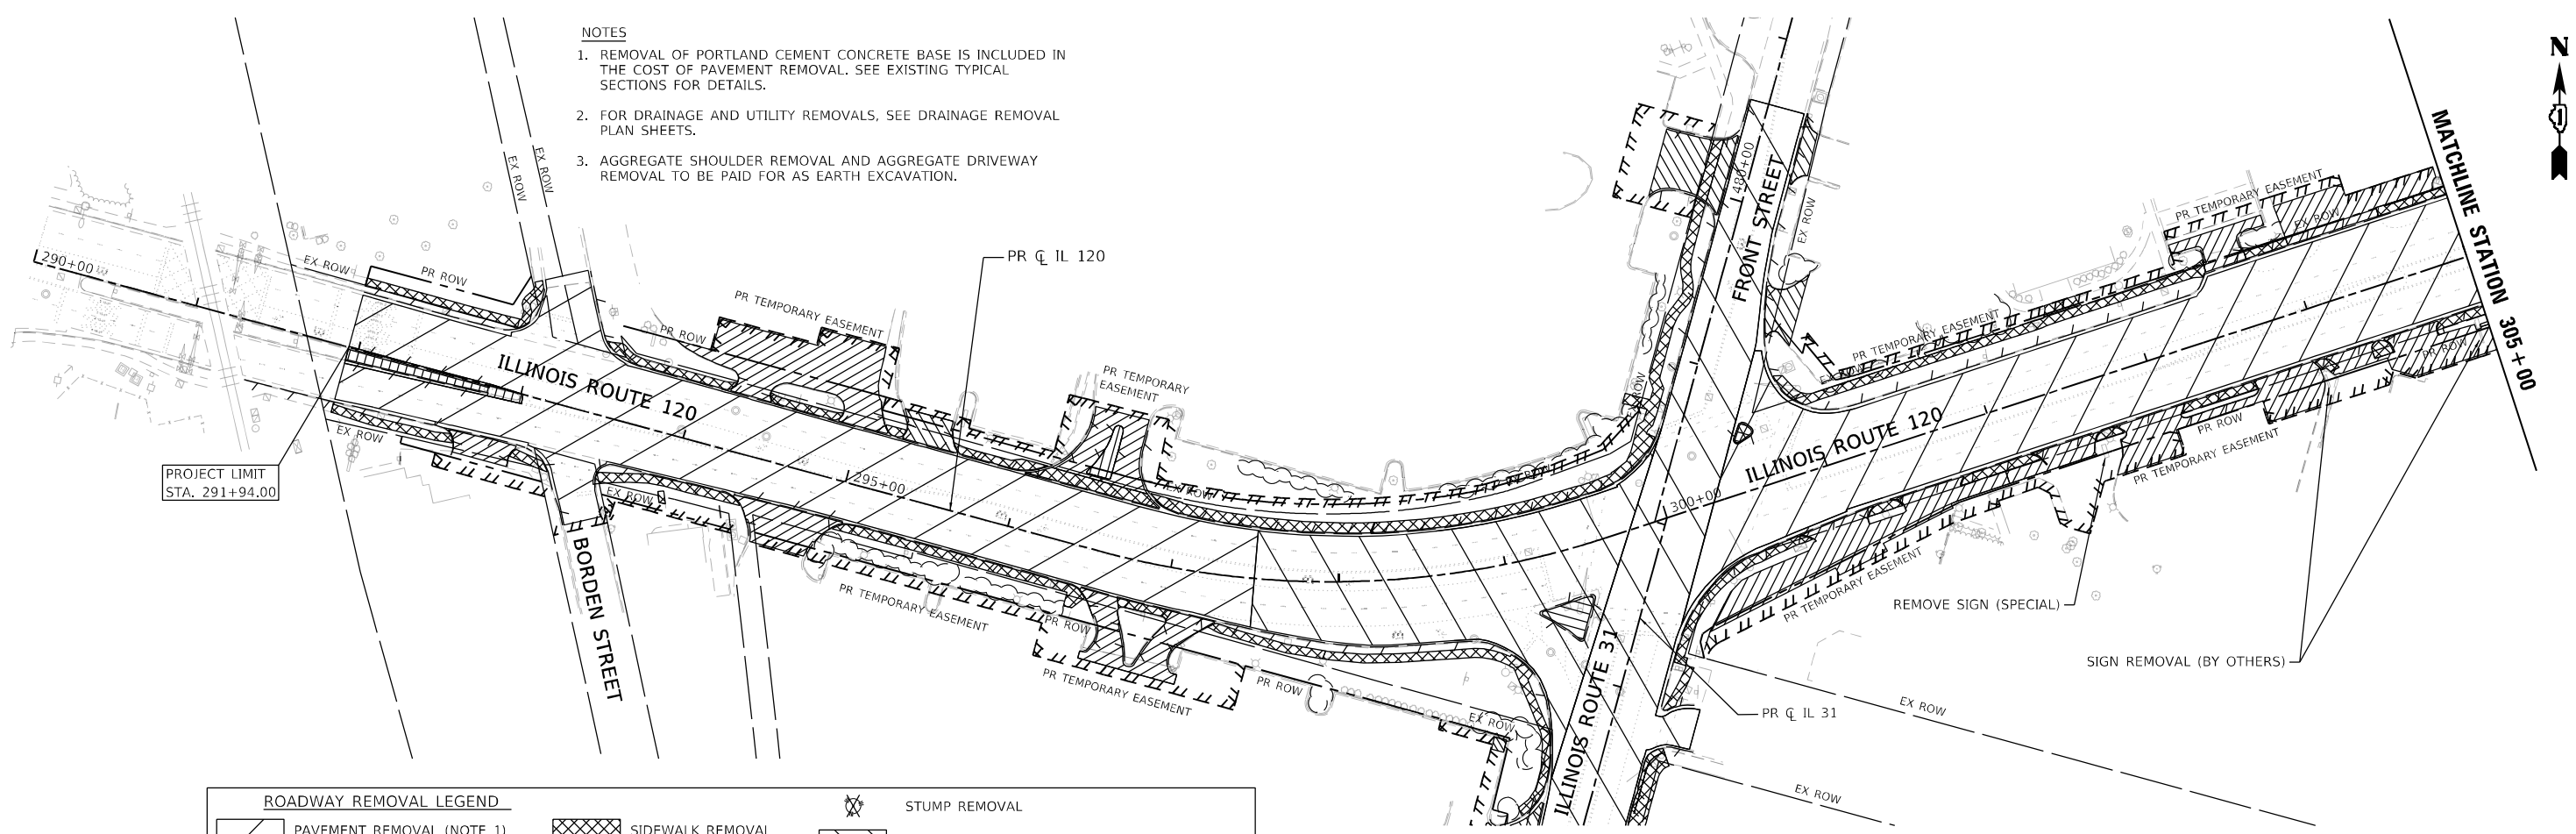 NOTES
1. REMOVAL OF PORTLAND CEMENT CONCRETE BASE IS INCLUDED IN
THE COST OF PAVEMENT REMOVAL. SEE EXISTING TYPICAL
SECTIONS FOR DETAILS.
2. FOR DRAINAGE AND UTILITY REMOVALS, SEE DRAINAGE REMOVAL
PLAN SHEETS.
3. AGGREGATE SHOULDER REMOVAL AND AGGREGATE DRIVEWAY
REMOVAL TO BE PAID FOR AS EARTH EXCAVATION.
N
MATCHLINE STATION 305+00
EX ROW
EX ROW
290+00
EX ROW
PR ROW
PR ℄ IL 120
480+00
FRONT STREET
EX ROW
PR TEMPORARY EASEMENT
EX ROW
PR TEMPORARY EASEMENT
PR ROW
ILLINOIS ROUTE 120
PR TEMPORARY
EASEMENT
PR TEMPORARY EASEMENT
EX ROW
ILLINOIS ROUTE 120
PR ROW
PR ROW
PR TEMPORARY EASEMENT
EX ROW
PROJECT LIMIT
STA. 291+94.00
EX ROW
295+00
EX ROW
300+00
BORDEN STREET
PR TEMPORARY EASEMENT
PR ROW
PR TEMPORARY EASEMENT
PR ROW
EX ROW
ILLINOIS ROUTE 31
PR TEMPORARY EASEMENT
REMOVE SIGN (SPECIAL)
SIGN REMOVAL (BY OTHERS)
PR ℄ IL 31
EX ROW
EX ROW
ROADWAY REMOVAL LEGEND
STUMP REMOVAL
PAVEMENT REMOVAL (NOTE 1)
SIDEWALK REMOVAL